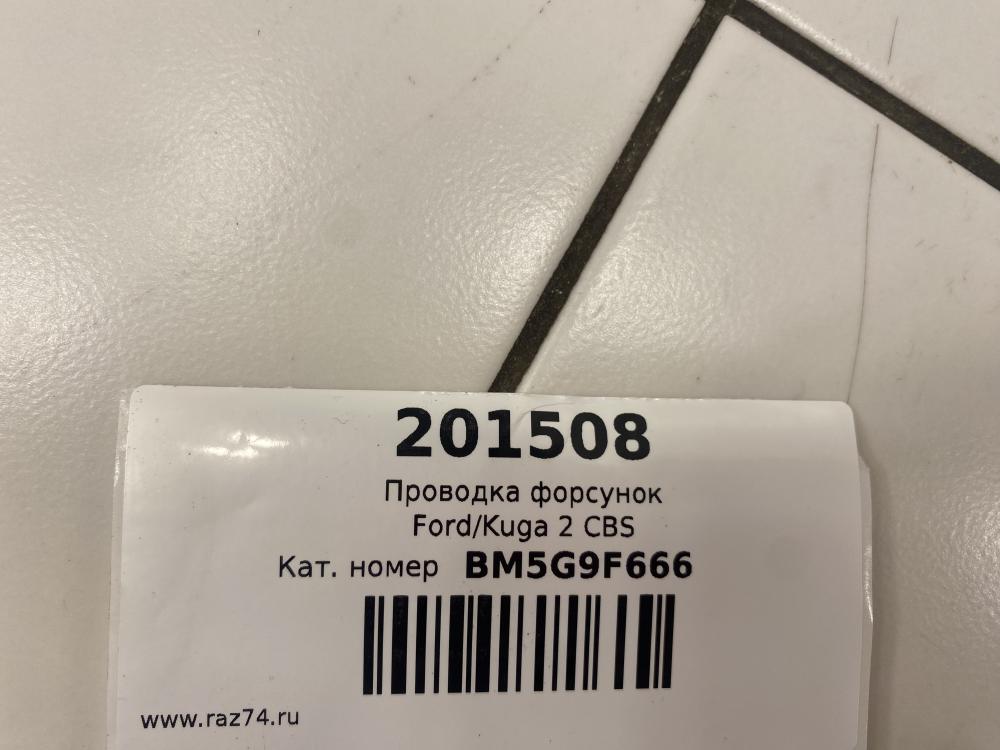 201508
Проводка форсунок
Ford/Kuga 2 CBS
Кат. номер BM5G9F666
www.raz74.ru